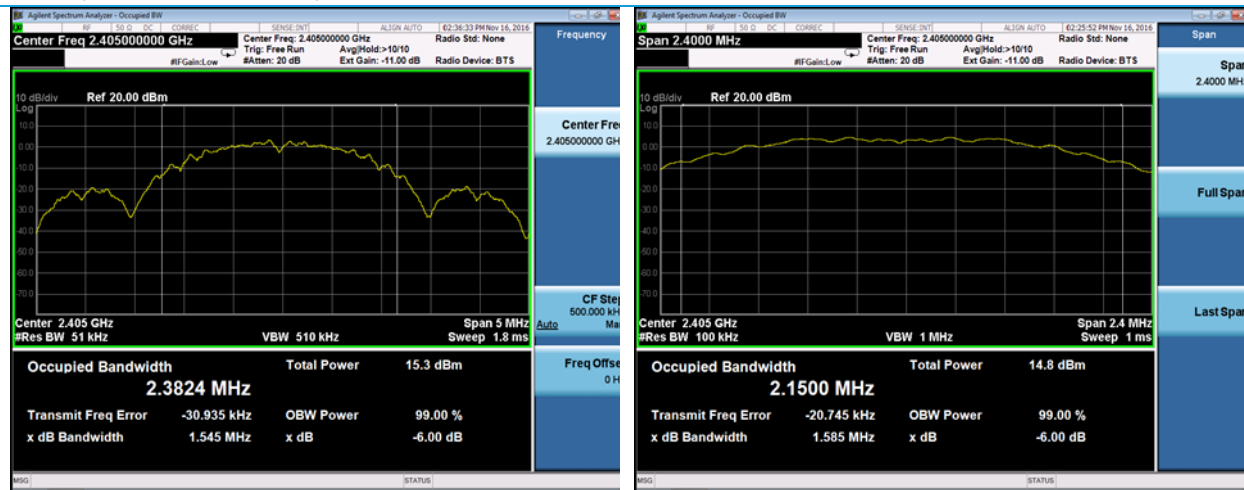 Agilent Spectrum Analyzer - Occupied BW
RF 50 Ω DC CORREC SENSE:INT ALIGN AUTO 02:36:33 PM Nov 16, 2016
Center Freq 2.405000000 GHz
Center Freq: 2.405000000 GHz
Radio Std: None
Trig: Free Run Avg|Hold:>10/10
#IFGain:Low #Atten: 20 dB Ext Gain: -11.00 dB Radio Device: BTS
10 dB/div Ref 20.00 dBm
Log
10.0
0.00
-10.0
-20.0
-30.0
-40.0
-50.0
-60.0
-70.0
Center 2.405 GHz Span 5 MHz
#Res BW 51 kHz VBW 510 kHz Sweep 1.8 ms
Occupied Bandwidth Total Power 15.3 dBm
2.3824 MHz
Transmit Freq Error -30.935 kHz OBW Power 99.00 %
x dB Bandwidth 1.545 MHz x dB -6.00 dB
MSG STATUS
Frequency
Center Fre
2.405000000 GH
CF Step
500.000 kH
Auto Ma
Freq Offse
0 H
Agilent Spectrum Analyzer - Occupied BW
RF 50 Ω DC CORREC SENSE:INT ALIGN AUTO 02:25:52 PM Nov 16, 2016
Span 2.4000 MHz
Center Freq: 2.405000000 GHz
Radio Std: None
Trig: Free Run Avg|Hold:>10/10
#IFGain:Low #Atten: 20 dB Ext Gain: -11.00 dB Radio Device: BTS
10 dB/div Ref 20.00 dBm
Log
10.0
0.00
-10.0
-20.0
-30.0
-40.0
-50.0
-60.0
-70.0
Center 2.405 GHz Span 2.4 MHz
#Res BW 100 kHz VBW 1 MHz Sweep 1 ms
Occupied Bandwidth Total Power 14.8 dBm
2.1500 MHz
Transmit Freq Error -20.745 kHz OBW Power 99.00 %
x dB Bandwidth 1.585 MHz x dB -6.00 dB
MSG STATUS
Span
Span
2.4000 MH
Full Span
Last Span